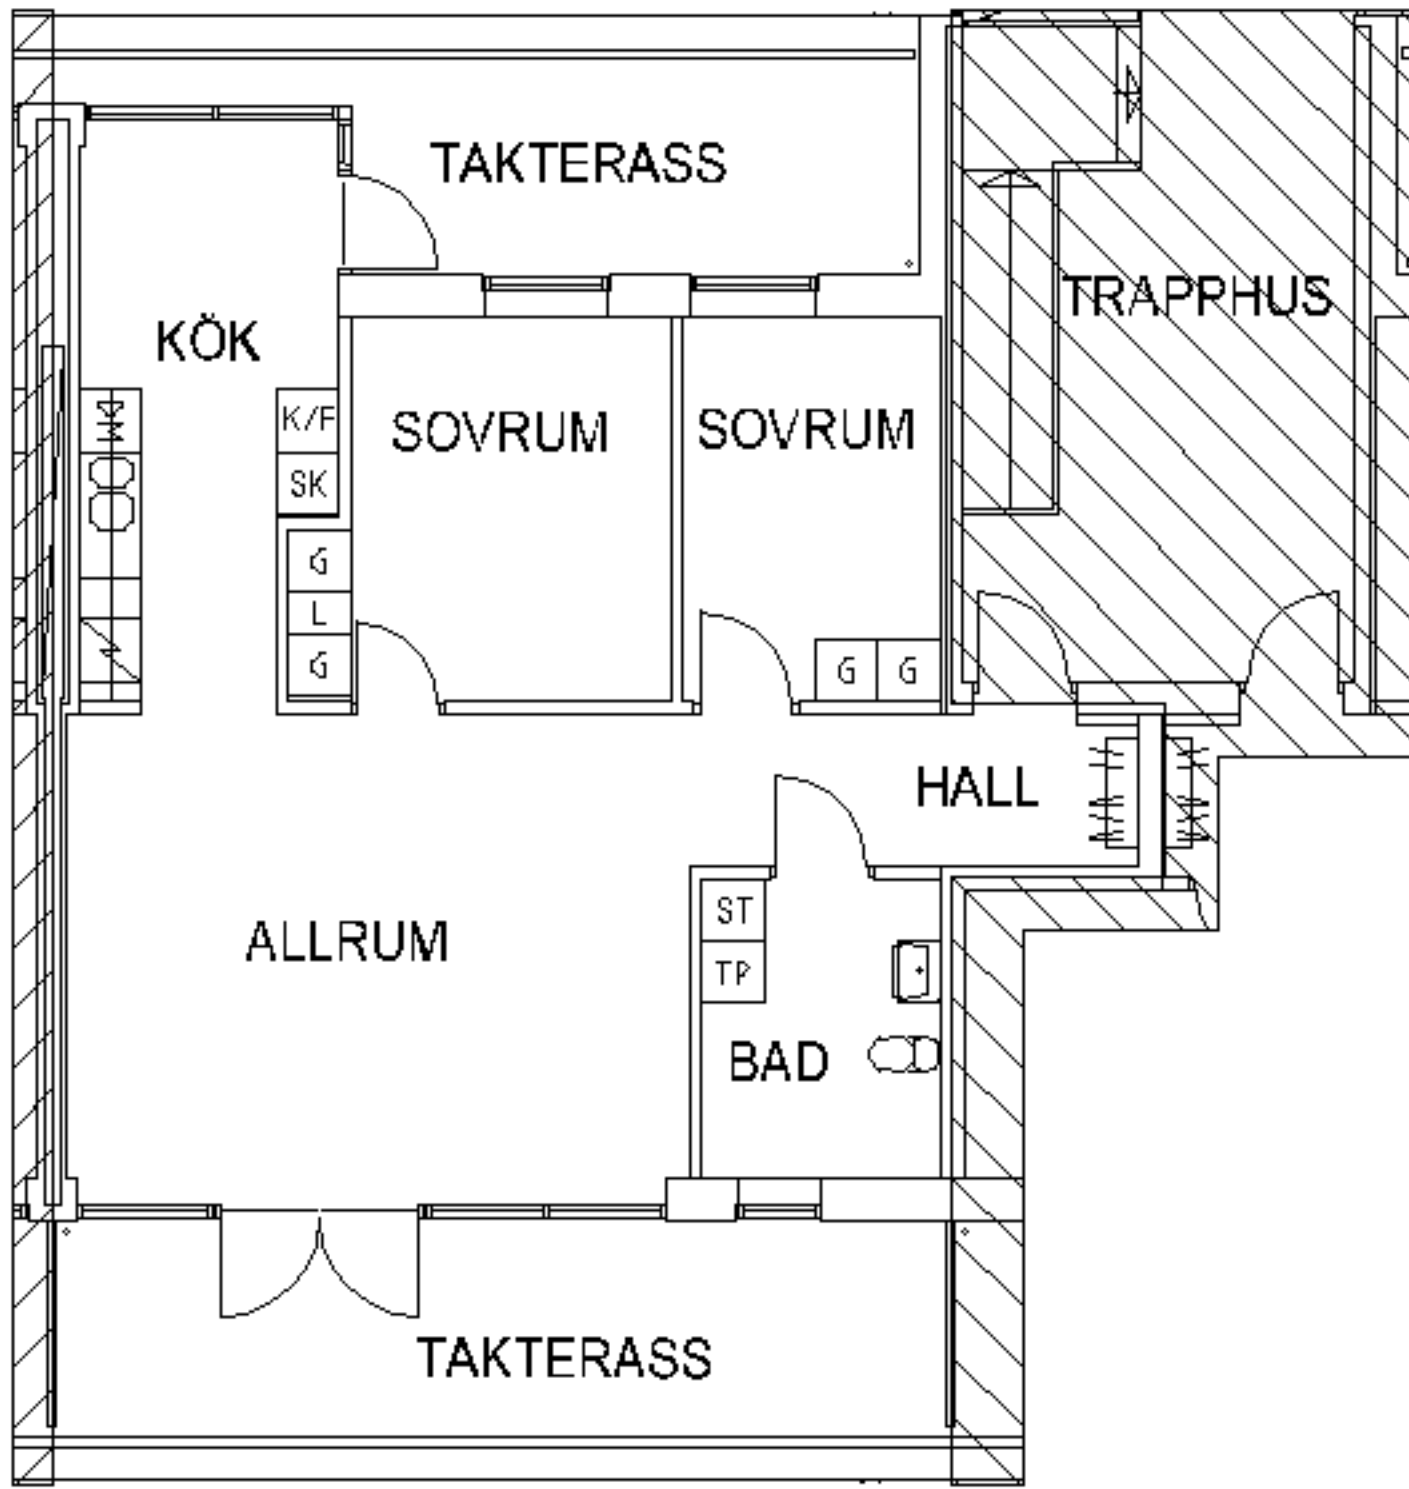 TAKTERASS
TRAPPHUS
KÖK
K/F
SOVRUM
SOVRUM
SK
G
L
G
G G
HALL
ST
ALLRUM
TP
BAD
TAKTERASS